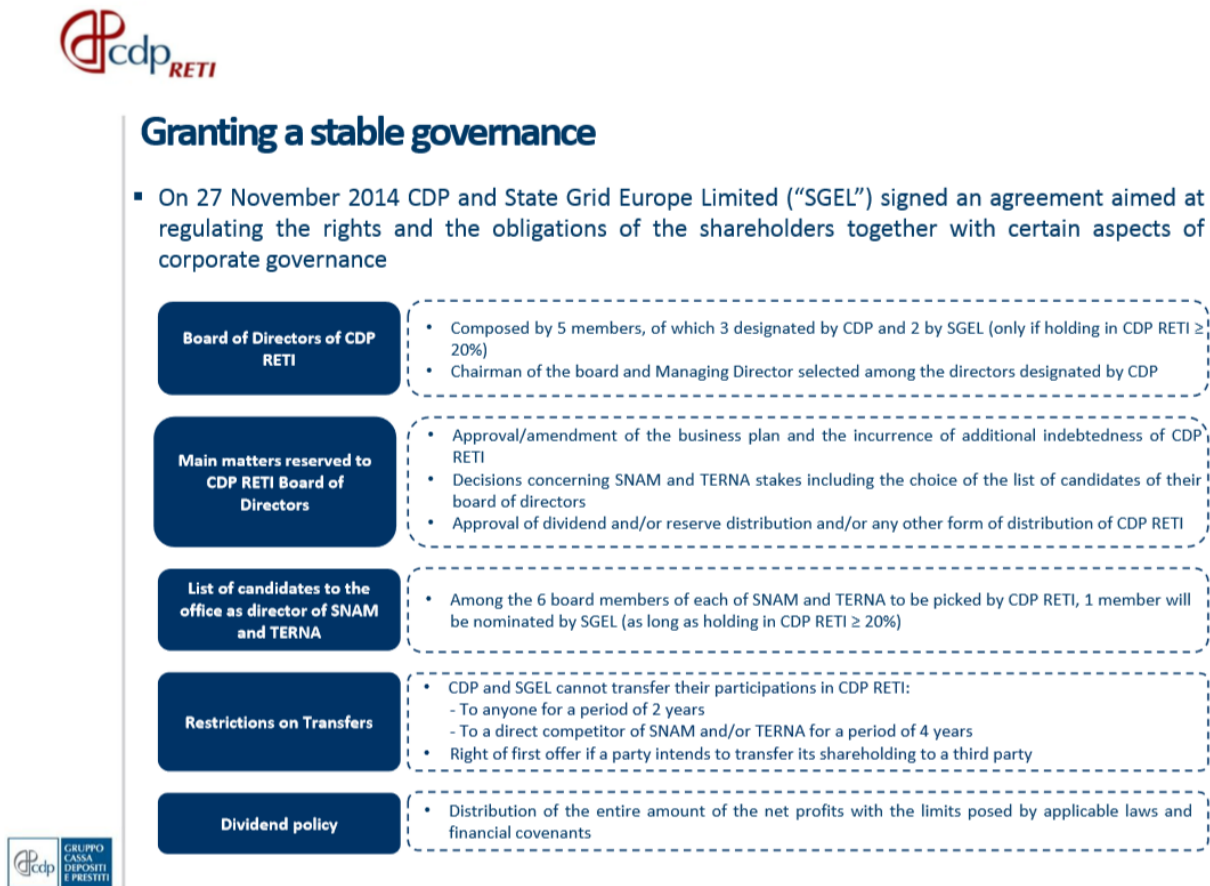 cdp RETI
Granting a stable governance
▪ On 27 November 2014 CDP and State Grid Europe Limited (“SGEL”) signed an agreement aimed at
regulating the rights and the obligations of the shareholders together with certain aspects of
corporate governance
Board of Directors of CDP
RETI
• Composed by 5 members, of which 3 designated by CDP and 2 by SGEL (only if holding in CDP RETI ≥
20%)
• Chairman of the board and Managing Director selected among the directors designated by CDP
Main matters reserved to
CDP RETI Board of
Directors
• Approval/amendment of the business plan and the incurrence of additional indebtedness of CDP
RETI
• Decisions concerning SNAM and TERNA stakes including the choice of the list of candidates of their
board of directors
• Approval of dividend and/or reserve distribution and/or any other form of distribution of CDP RETI
List of candidates to the
office as director of SNAM
and TERNA
• Among the 6 board members of each of SNAM and TERNA to be picked by CDP RETI, 1 member will
be nominated by SGEL (as long as holding in CDP RETI ≥ 20%)
Restrictions on Transfers
• CDP and SGEL cannot transfer their participations in CDP RETI:
- To anyone for a period of 2 years
- To a direct competitor of SNAM and/or TERNA for a period of 4 years
• Right of first offer if a party intends to transfer its shareholding to a third party
Dividend policy
• Distribution of the entire amount of the net profits with the limits posed by applicable laws and
financial covenants
cdp
GRUPPO
CASSA
DEPOSITI
E PRESTITI